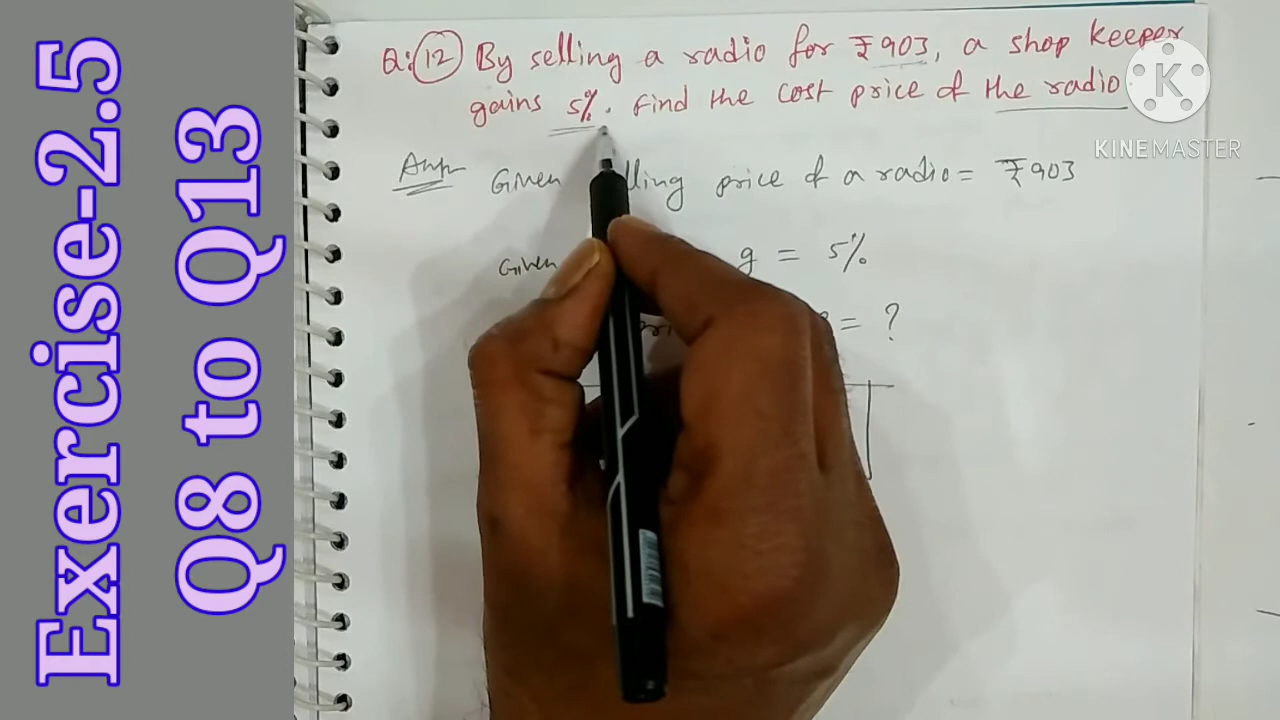 Exercise-2.5
Q8 to Q13
Q:12 By selling a radio for ₹903, a shop keeper
gains 5%. Find the cost price of the radio
K
KINEMASTER
Given lling price of a radio = ₹903
Given g = 5%
= ?